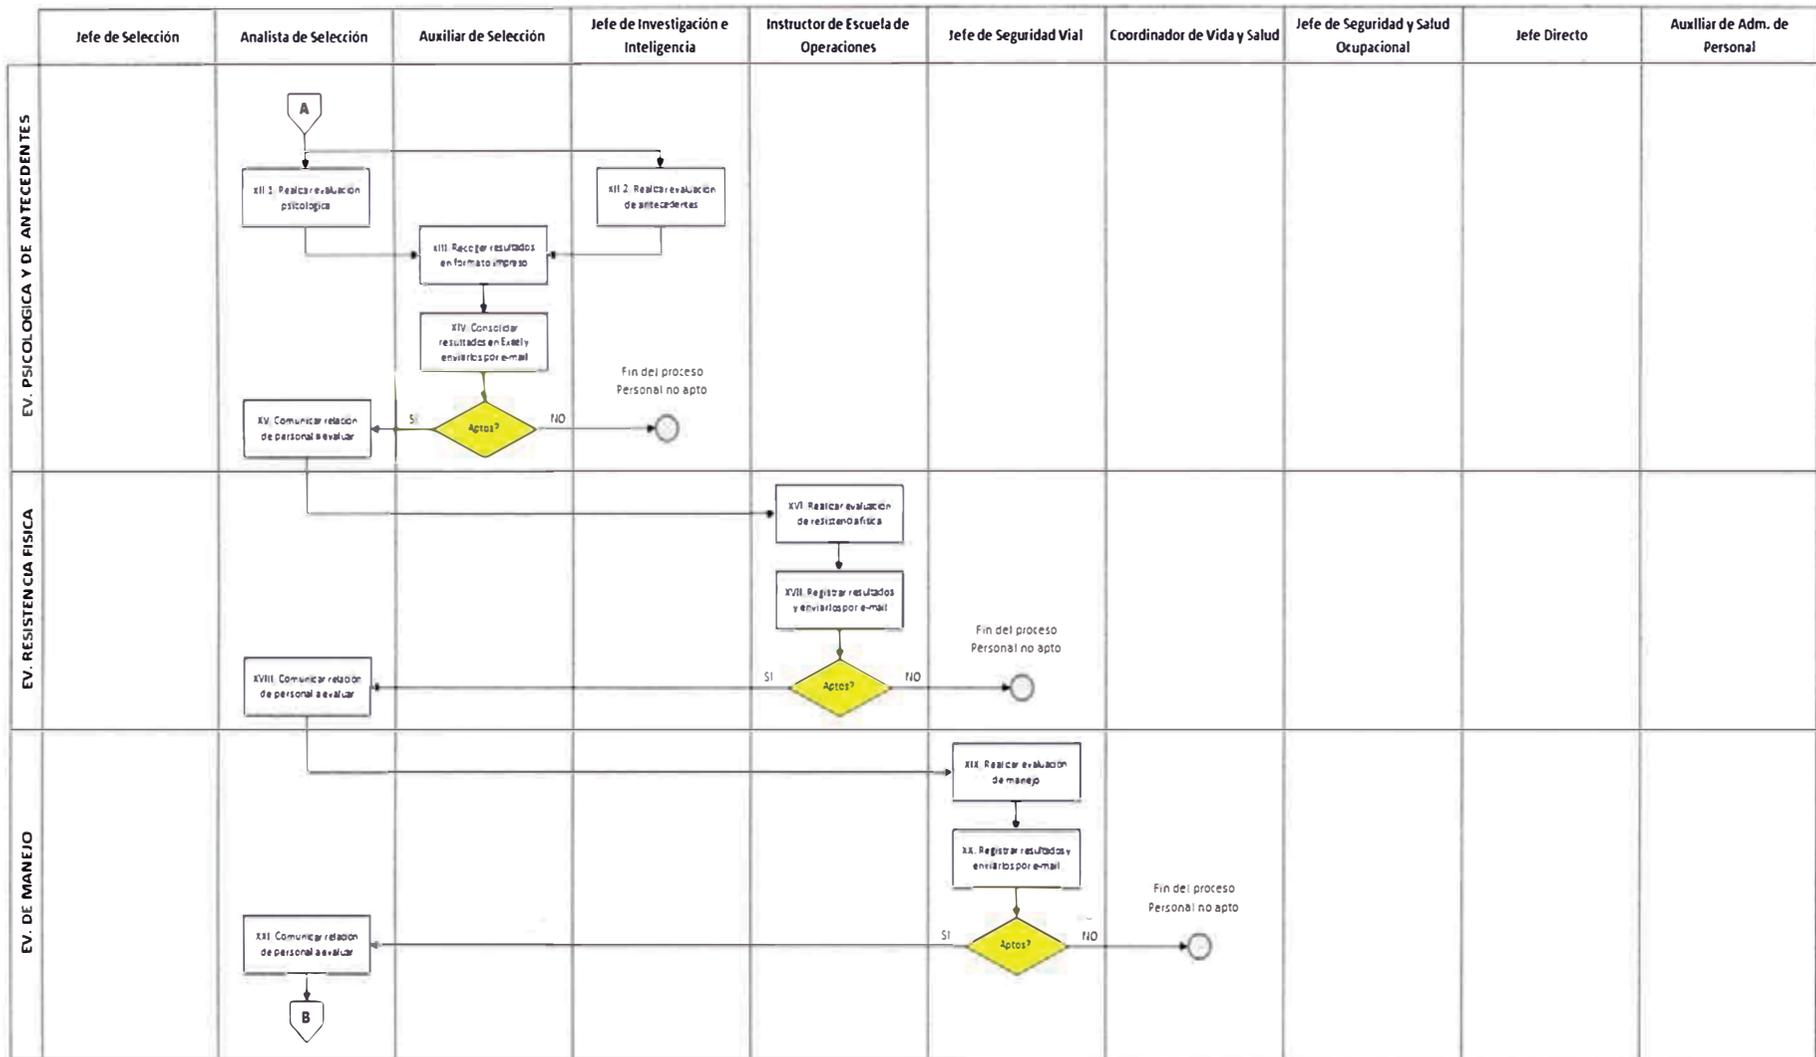 Jefe de Selección
Analista de Selección
Auxiliar de Selección
Jefe de Investigación e
Inteligencia
Instructor de Escuela de
Operaciones
Jefe de Seguridad Vial
Coordinador de Vida y Salud
Jefe de Seguridad y Salud
Ocupacional
Jefe Directo
Auxiliar de Adm. de
Personal
EV. PSICOLOGICA Y DE ANTECEDENTES
A
XII.1. Realizar evaluación
psicologica
XII.2. Realizar evaluación
de antecedentes
XIII. Recoger resultados
en formato impreso
XIV. Consolidar
resultados en Excel y
enviarlos por e-mail
Fin del proceso
Personal no apto
XV. Comunicar relación
de personal a evaluar
SI
Aptos?
NO
EV. RESISTENCIA FISICA
XVI. Realizar evaluación
de resistencia física
XVII. Registrar resultados
y enviarlos por e-mail
Fin del proceso
Personal no apto
XVIII. Comunicar relación
de personal a evaluar
SI
Aptos?
NO
EV. DE MANEJO
XIX. Realizar evaluación
de manejo
XX. Registrar resultados y
enviarlos por e-mail
Fin del proceso
Personal no apto
XXI. Comunicar relación
de personal a evaluar
SI
Aptos?
NO
B